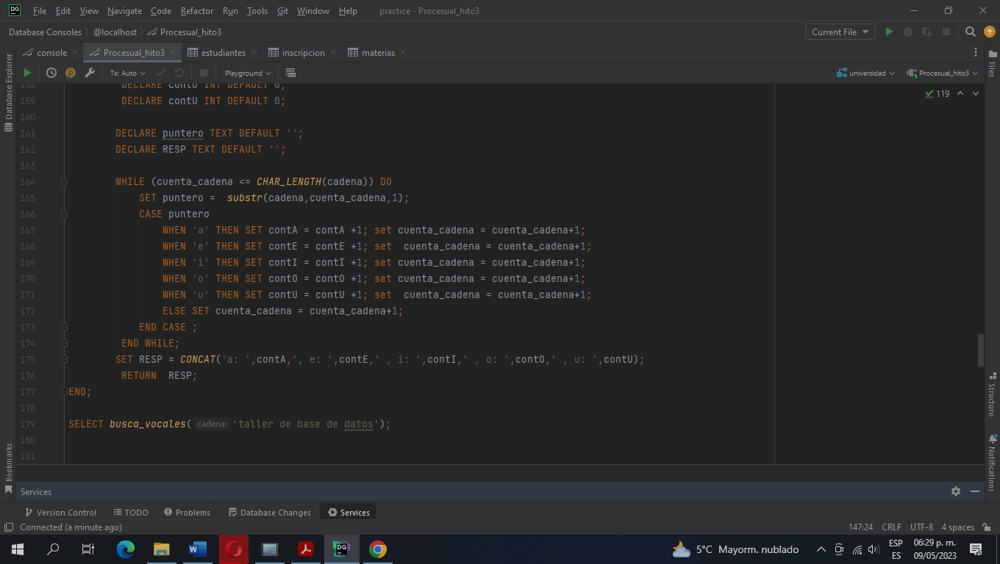 DG File Edit View Navigate Code Refactor Run Tools Git Window Help practice - Procesual_hito3
Database Consoles @localhost Procesual_hito3 Current File
console Procesual_hito3 estudiantes inscripcion materias
Tx: Auto Playground universidad Procesual_hito3
158 DECLARE contO INT DEFAULT 0;
159 DECLARE contU INT DEFAULT 0;
160
161 DECLARE puntero TEXT DEFAULT '';
162 DECLARE RESP TEXT DEFAULT '';
163
164 WHILE (cuenta_cadena <= CHAR_LENGTH(cadena)) DO
165 SET puntero =  substr(cadena,cuenta_cadena,1);
166 CASE puntero
167 WHEN 'a' THEN SET contA = contA +1; set cuenta_cadena = cuenta_cadena+1;
168 WHEN 'e' THEN SET contE = contE +1; set  cuenta_cadena = cuenta_cadena+1;
169 WHEN 'i' THEN SET contI = contI +1; set cuenta_cadena = cuenta_cadena+1;
170 WHEN 'o' THEN SET contO = contO +1; set cuenta_cadena = cuenta_cadena+1;
171 WHEN 'u' THEN SET contU = contU +1; set  cuenta_cadena = cuenta_cadena+1;
172 ELSE SET cuenta_cadena = cuenta_cadena+1;
173 END CASE ;
174 END WHILE;
175 SET RESP = CONCAT('a: ',contA,', e: ',contE,' , i: ',contI,' , o: ',contO,' , u: ',contU);
176 RETURN  RESP;
177 END;
178
179 SELECT busca_vocales( cadena: 'taller de base de datos');
180
181
119
Database Explorer
Bookmarks
Files
Structure
Notifications
Services
Version Control TODO Problems Database Changes Services
Connected (a minute ago) 147:24 CRLF UTF-8 4 spaces
5°C Mayorm. nublado
ESP
ES
06:29 p. m.
09/05/2023